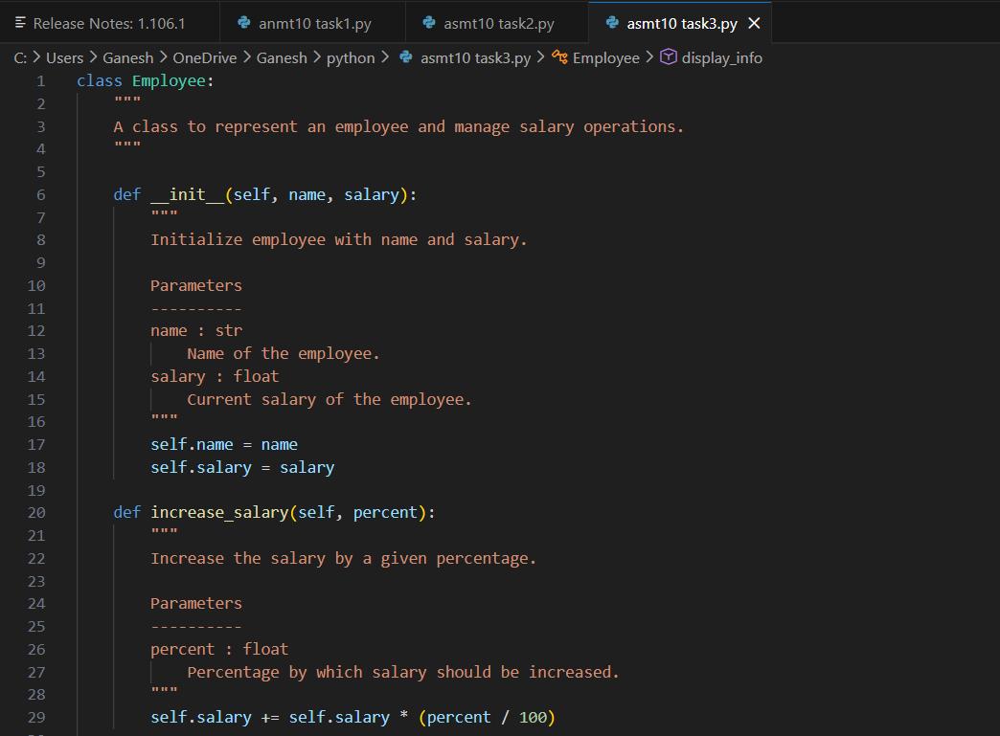 Release Notes: 1.106.1 anmt10 task1.py asmt10 task2.py asmt10 task3.py
C: > Users > Ganesh > OneDrive > Ganesh > python > asmt10 task3.py > Employee > display_info
1 class Employee:
2     """
3     A class to represent an employee and manage salary operations.
4     """
5
6     def __init__(self, name, salary):
7         """
8         Initialize employee with name and salary.
9
10         Parameters
11         ----------
12         name : str
13             Name of the employee.
14         salary : float
15             Current salary of the employee.
16         """
17         self.name = name
18         self.salary = salary
19
20     def increase_salary(self, percent):
21         """
22         Increase the salary by a given percentage.
23
24         Parameters
25         ----------
26         percent : float
27             Percentage by which salary should be increased.
28         """
29         self.salary += self.salary * (percent / 100)